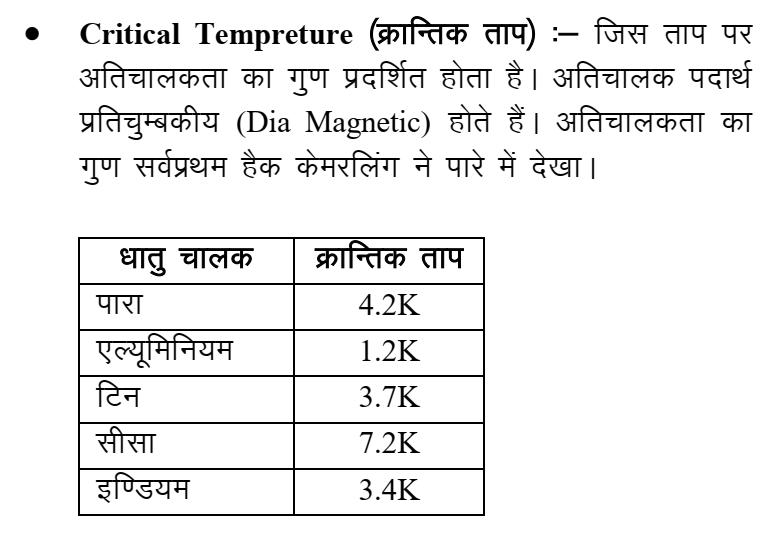 • Critical Tempreture (क्रान्तिक ताप) :– जिस ताप पर
अतिचालकता का गुण प्रदर्शित होता है। अतिचालक पदार्थ
प्रतिचुम्बकीय (Dia Magnetic) होते हैं। अतिचालकता का
गुण सर्वप्रथम हैक केमरलिंग ने पारे में देखा।
धातु चालक क्रान्तिक ताप
पारा 4.2K
एल्यूमिनियम 1.2K
टिन 3.7K
सीसा 7.2K
इण्डियम 3.4K